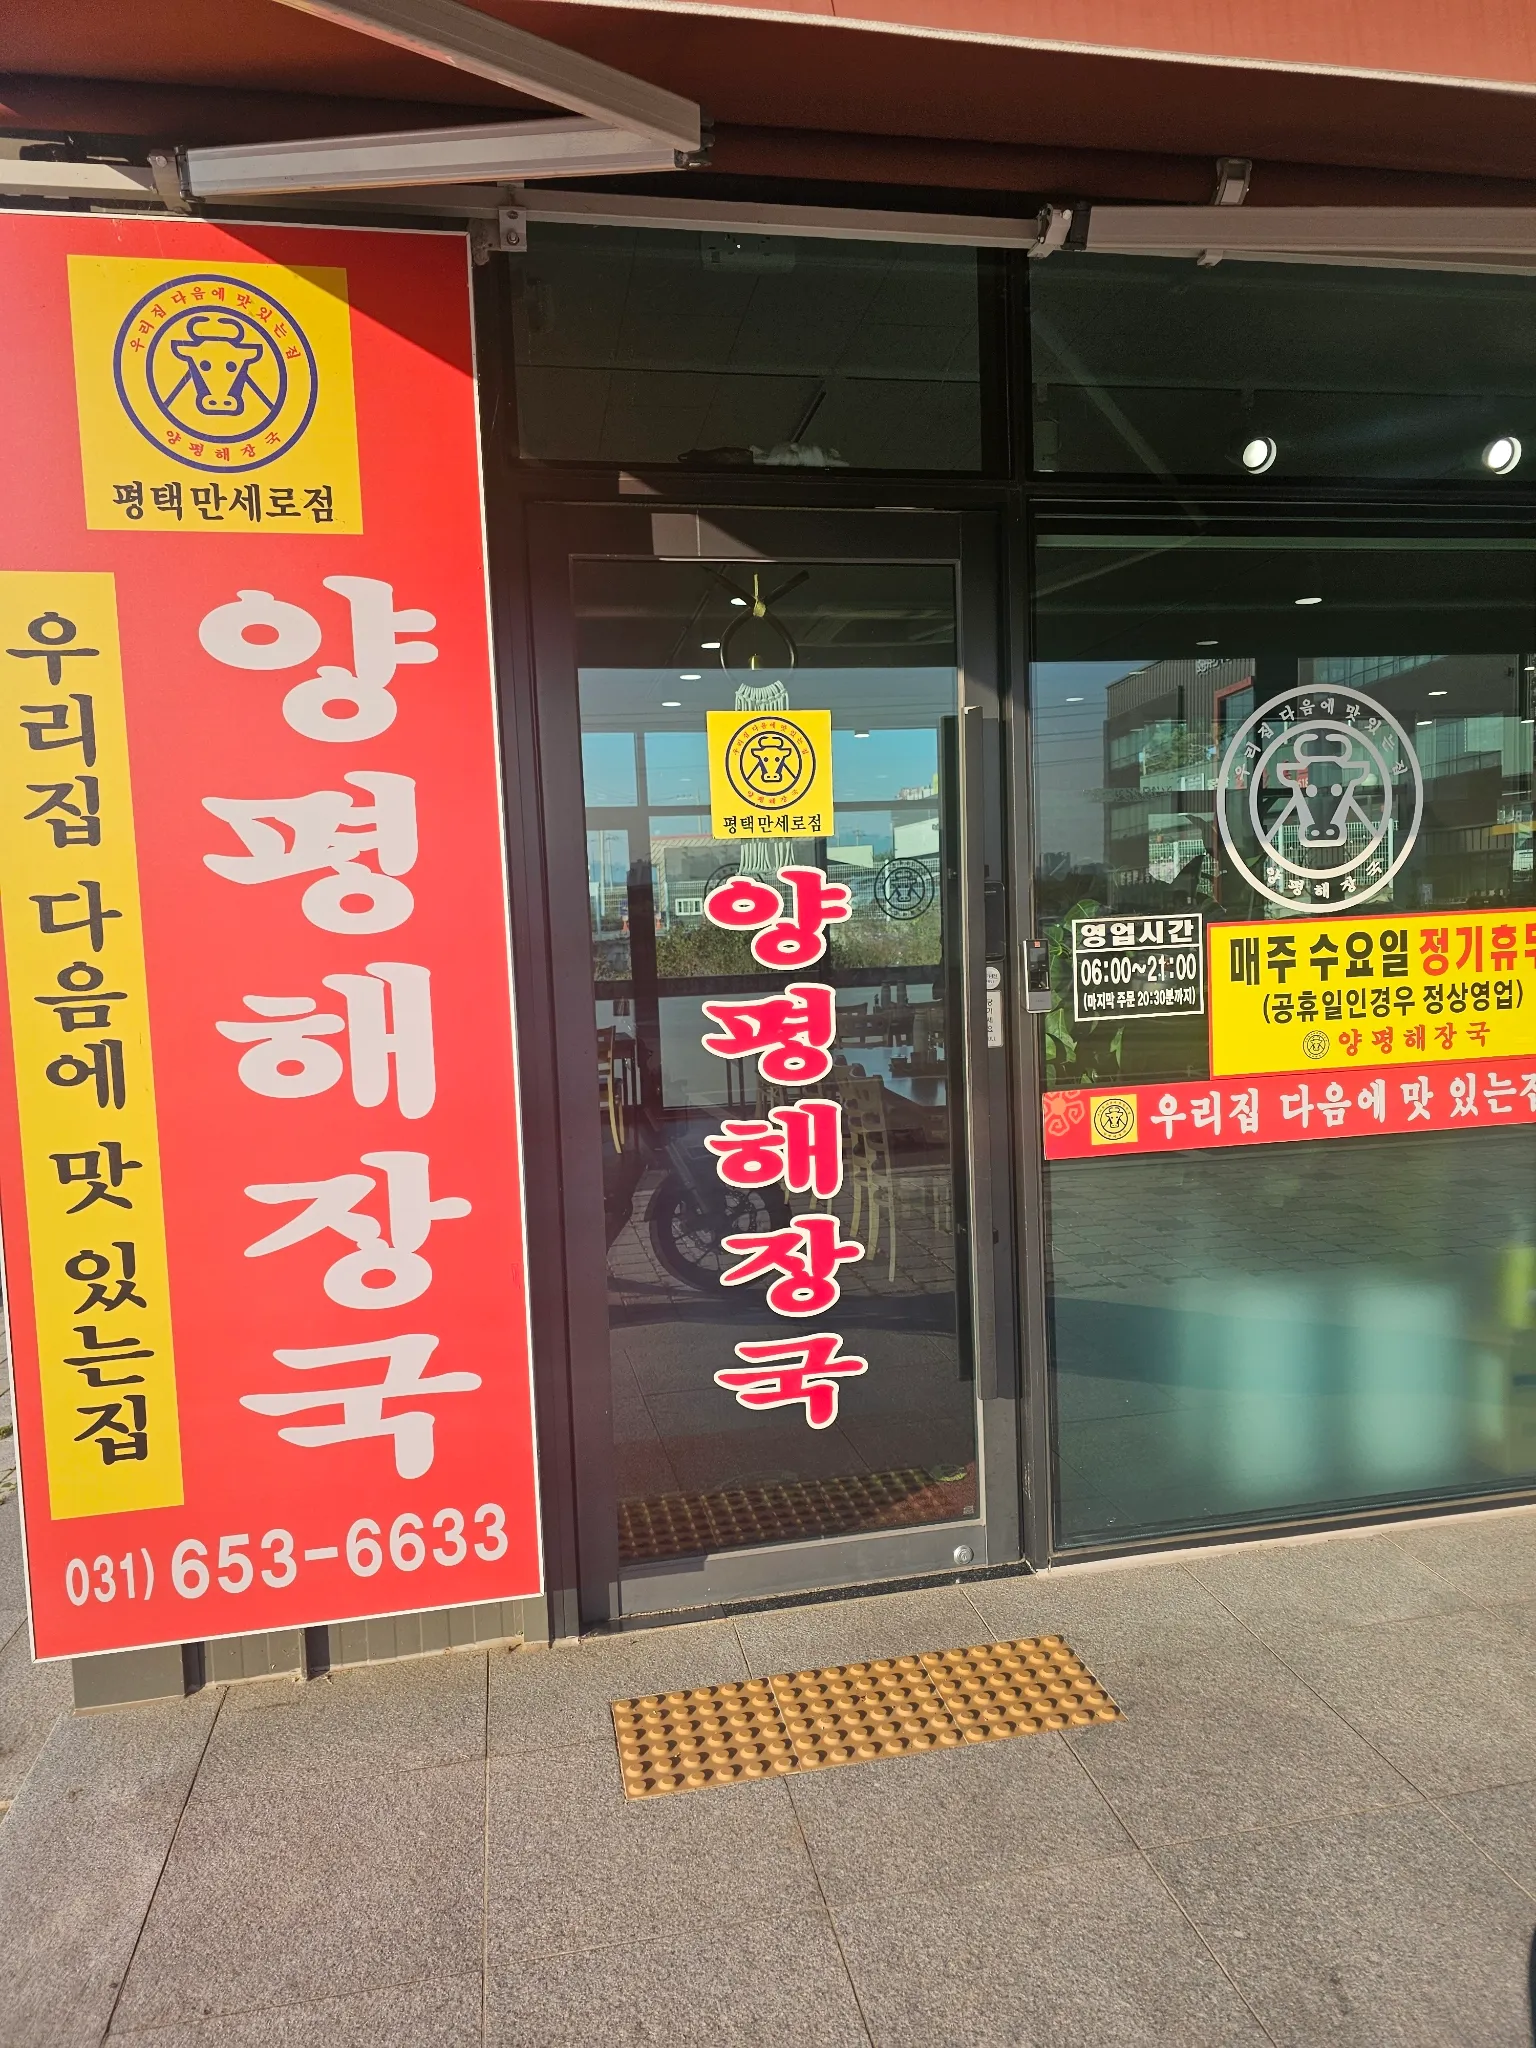 우리집 다음에 맛 있는 집
양평해장국
평택만세로점
우리집 다음에 맛 있는집
양평해장국
031) 653-6633
우리집 다음에 맛 있는 집
양평해장국
평택만세로점
양평해장국
우리집 다음에 맛 있는 집
양평해장국
영업시간
06:00~21:00
(마지막 주문 20:30분까지)
매주 수요일 정기휴
(공휴일인경우 정상영업)
양평해장국
우리집 다음에 맛 있는집